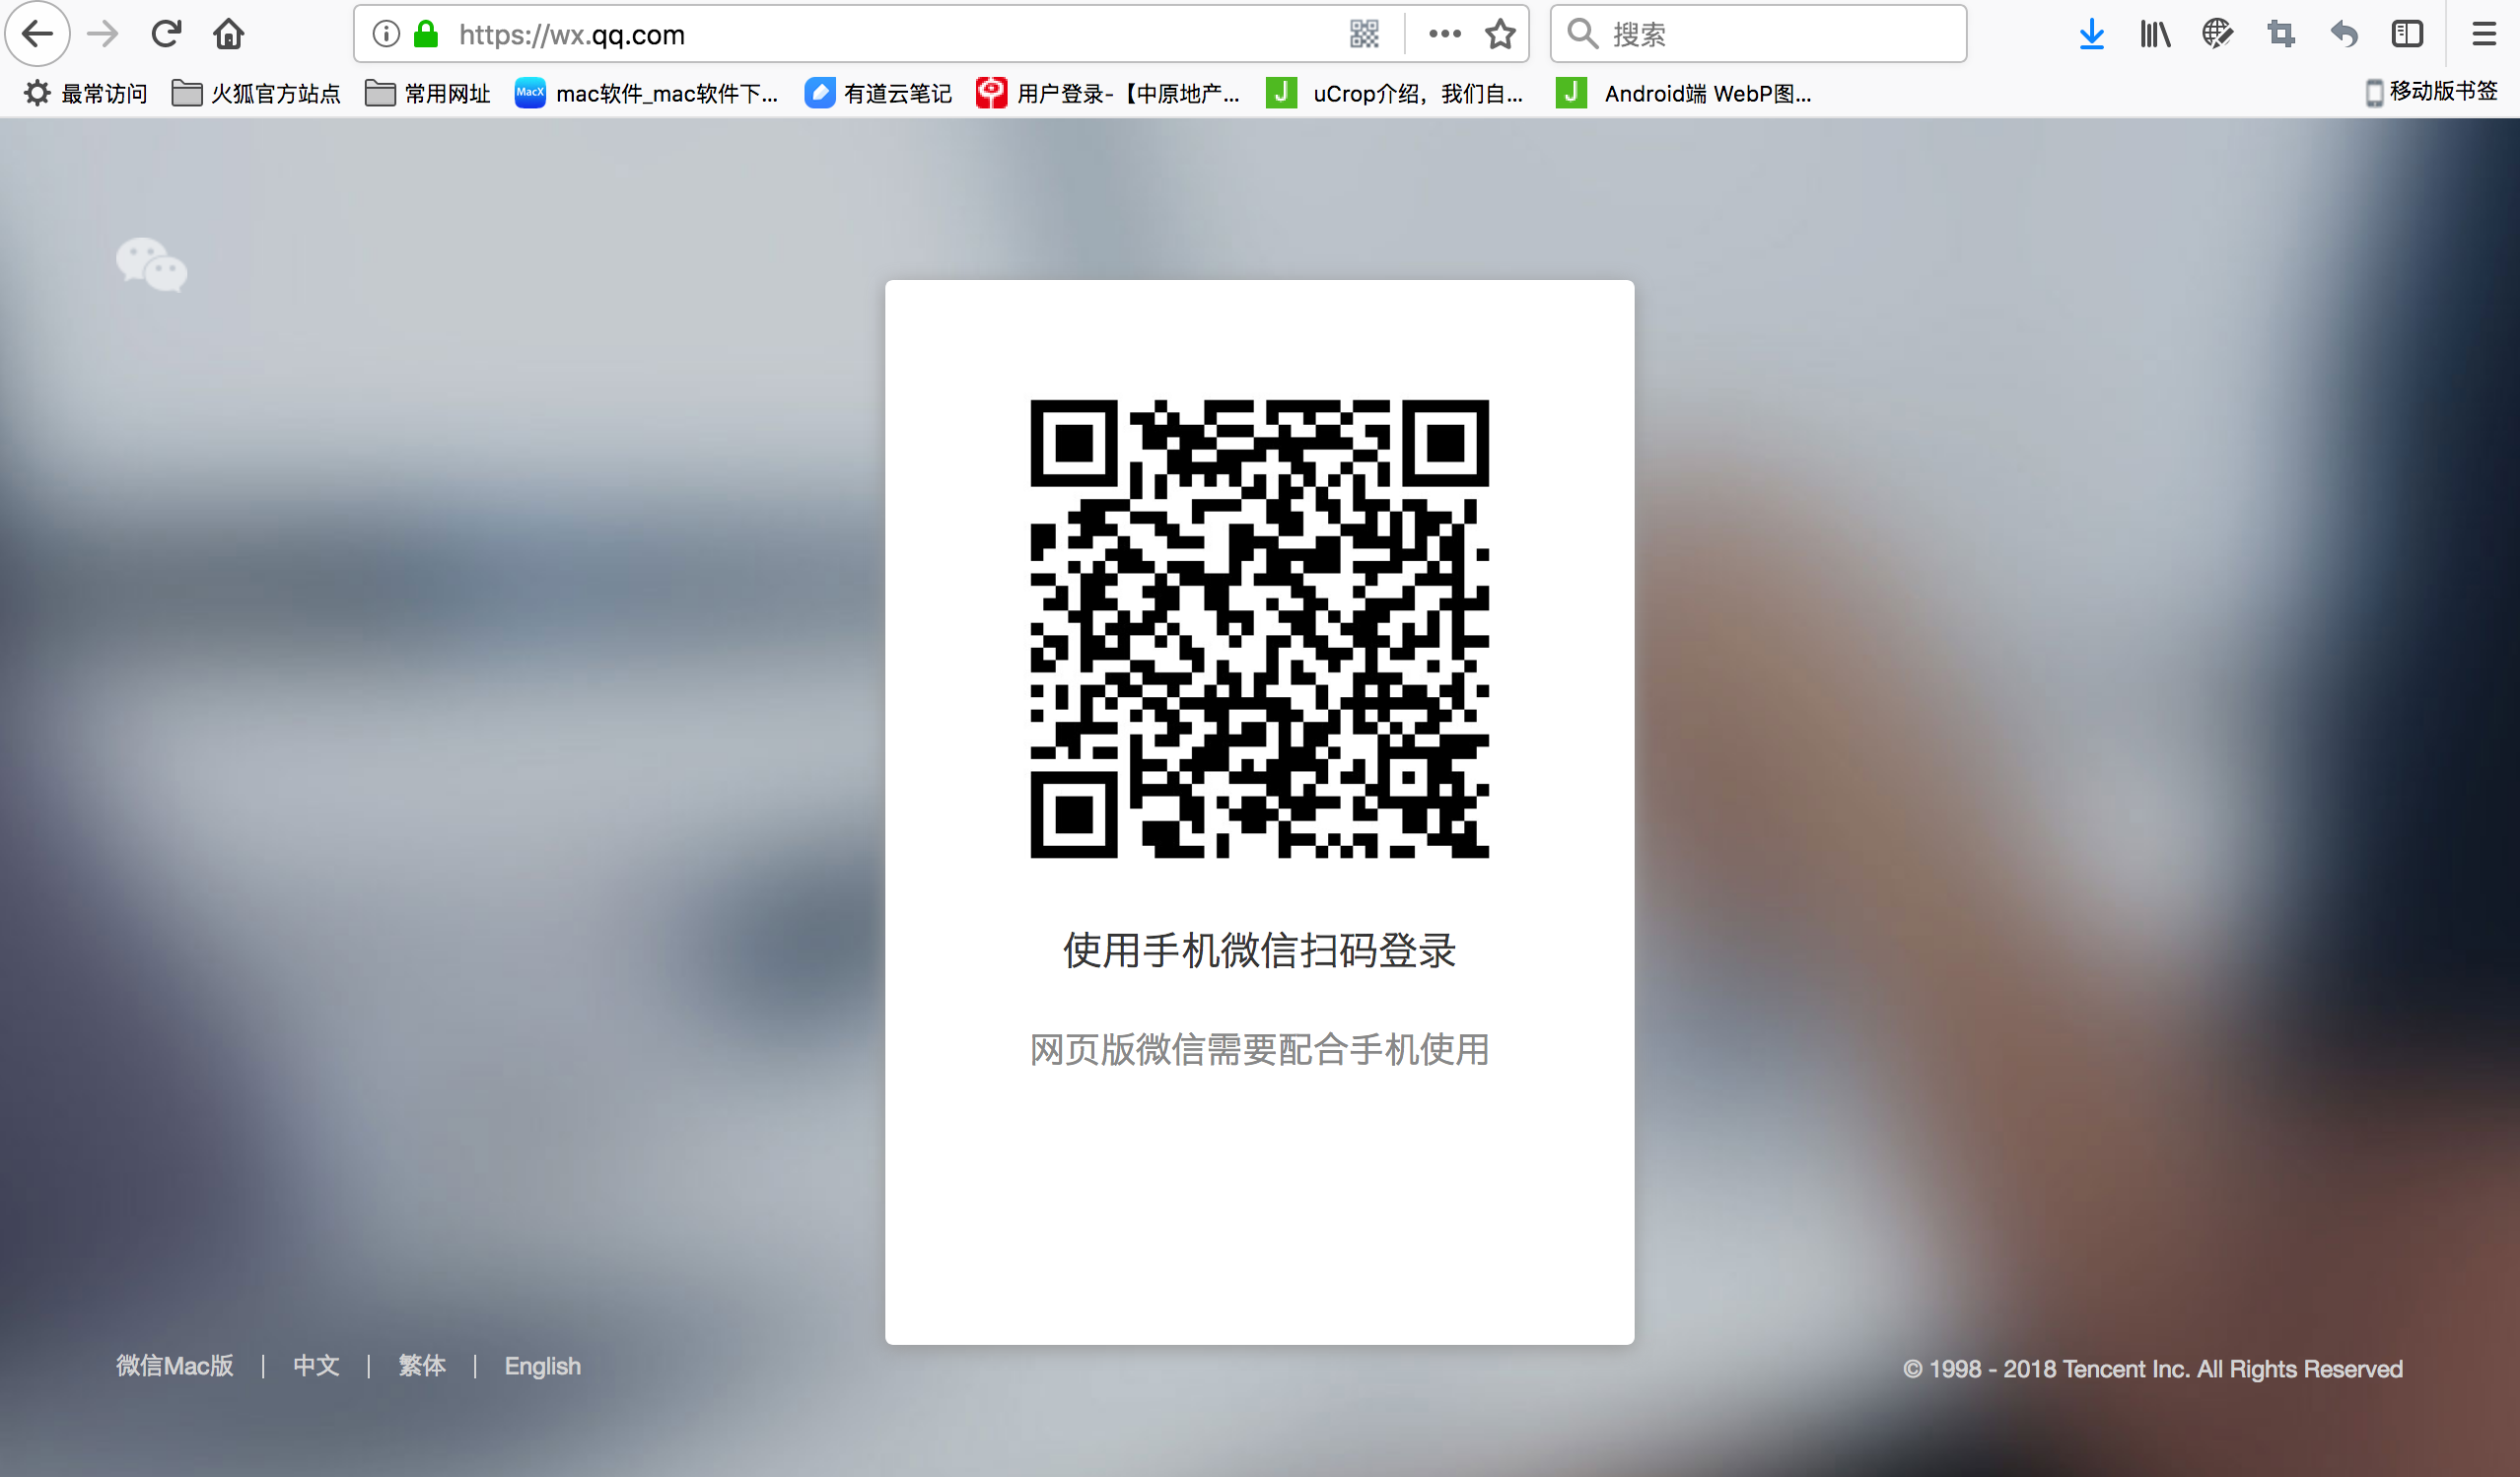 https://wx.qq.com
搜索
最常访问 火狐官方站点 常用网址 MacX mac软件_mac软件下... 有道云笔记 用户登录-【中原地产... J uCrop介绍，我们自... J Android端 WebP图... 移动版书签
使用手机微信扫码登录
网页版微信需要配合手机使用
微信Mac版 | 中文 | 繁体 | English
© 1998 - 2018 Tencent Inc. All Rights Reserved